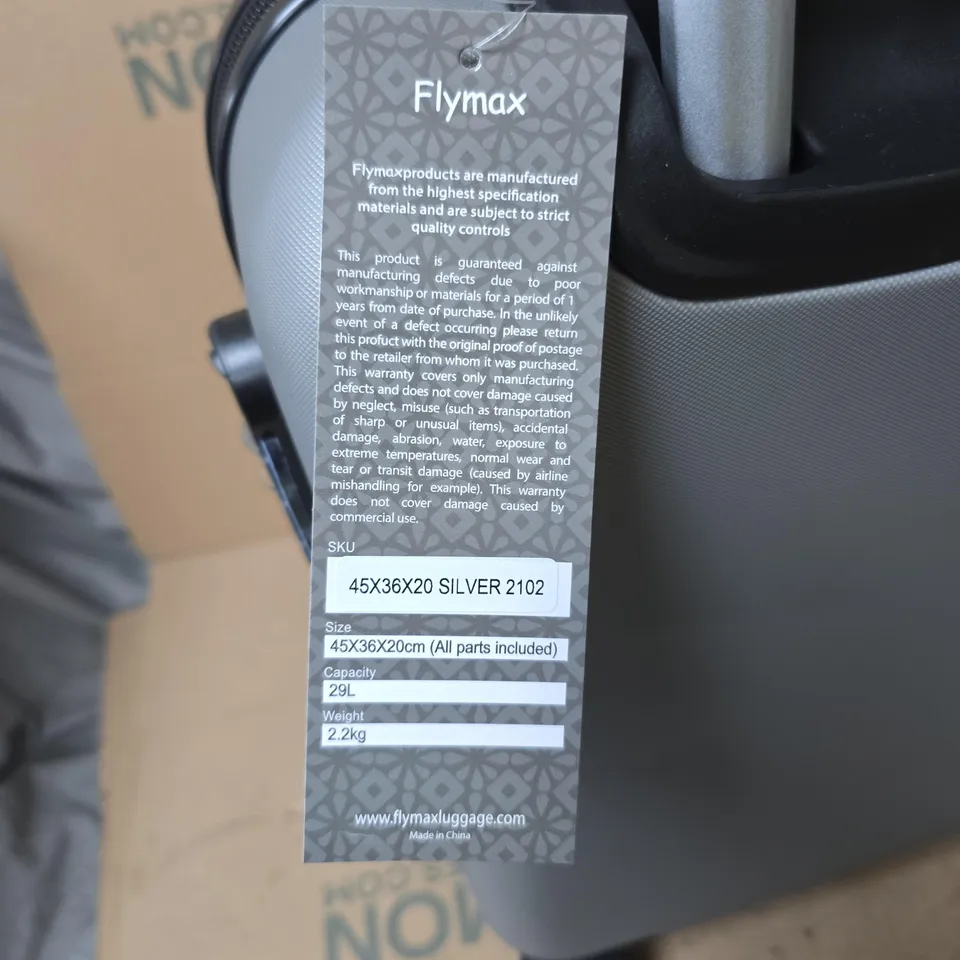 MON
.COM
Flymax
Flymaxproducts are manufactured
from the highest specification
materials and are subject to strict
quality controls
This product is guaranteed against
manufacturing defects due to poor
workmanship or materials for a period of 1
years from date of purchase. In the unlikely
event of a defect occurring please return
this product with the original proof of postage
to the retailer from whom it was purchased.
This warranty covers only manufacturing
defects and does not cover damage caused
by neglect, misuse (such as transportation
of sharp or unusual items), accidental
damage, abrasion, water, exposure to
extreme temperatures, normal wear and
tear or transit damage (caused by airline
mishandling for example). This warranty
does not cover damage caused by
commercial use.
SKU
45X36X20 SILVER 2102
Size
45X36X20cm (All parts included)
Capacity
29L
Weight
2.2kg
www.flymaxluggage.com
Made in China
.COM
MON